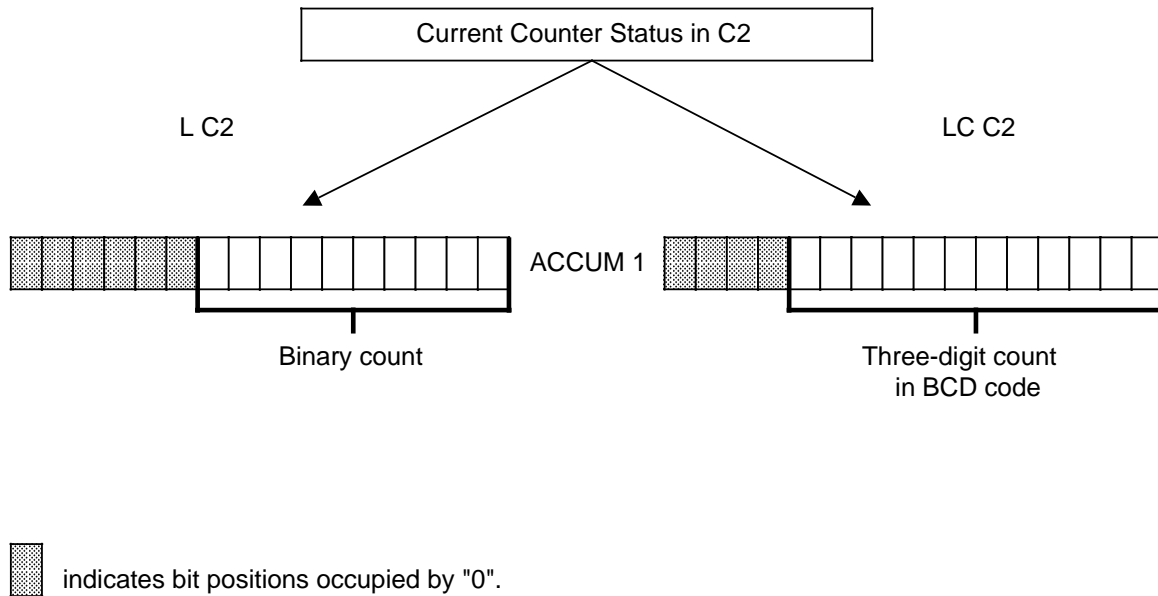 Current Counter Status in C2
L C2
LC C2
ACCUM 1
Binary count
Three-digit count
in BCD code
indicates bit positions occupied by "0".